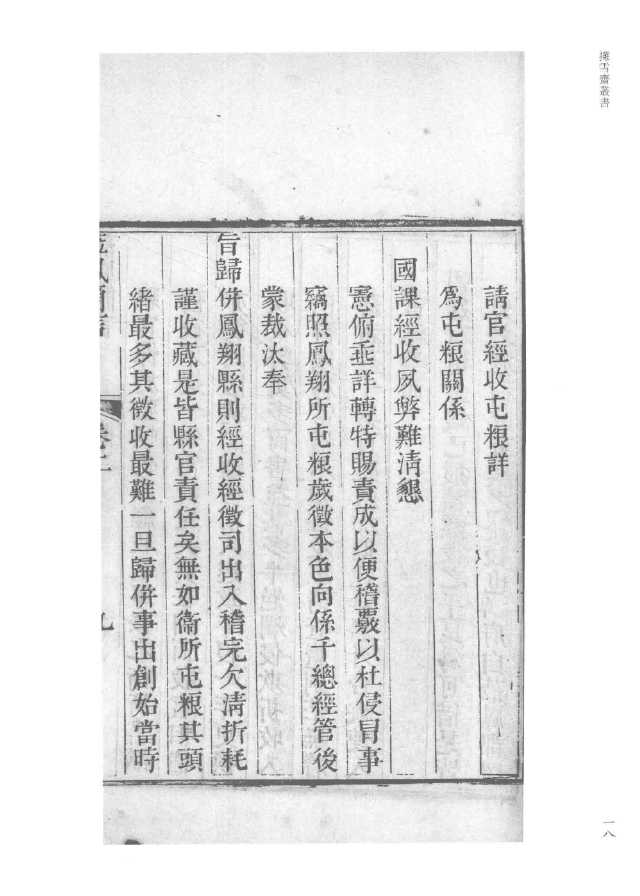 擁雪齋叢書
請官經收屯粮詳
爲屯粮關係
國課經收夙弊難清懇
憲俯垂詳轉特賜責成以便稽覈以杜侵冒事
竊照鳳翔所屯粮歲徵本色向係千總經管後
蒙裁汰奉
旨歸併鳳翔縣則經收經徵司出入稽完欠清折耗
謹收藏是皆縣官責任矣無如衛所屯粮其頭
緒最多其徵收最難一旦歸併事出創始當時
卷二
九
一八